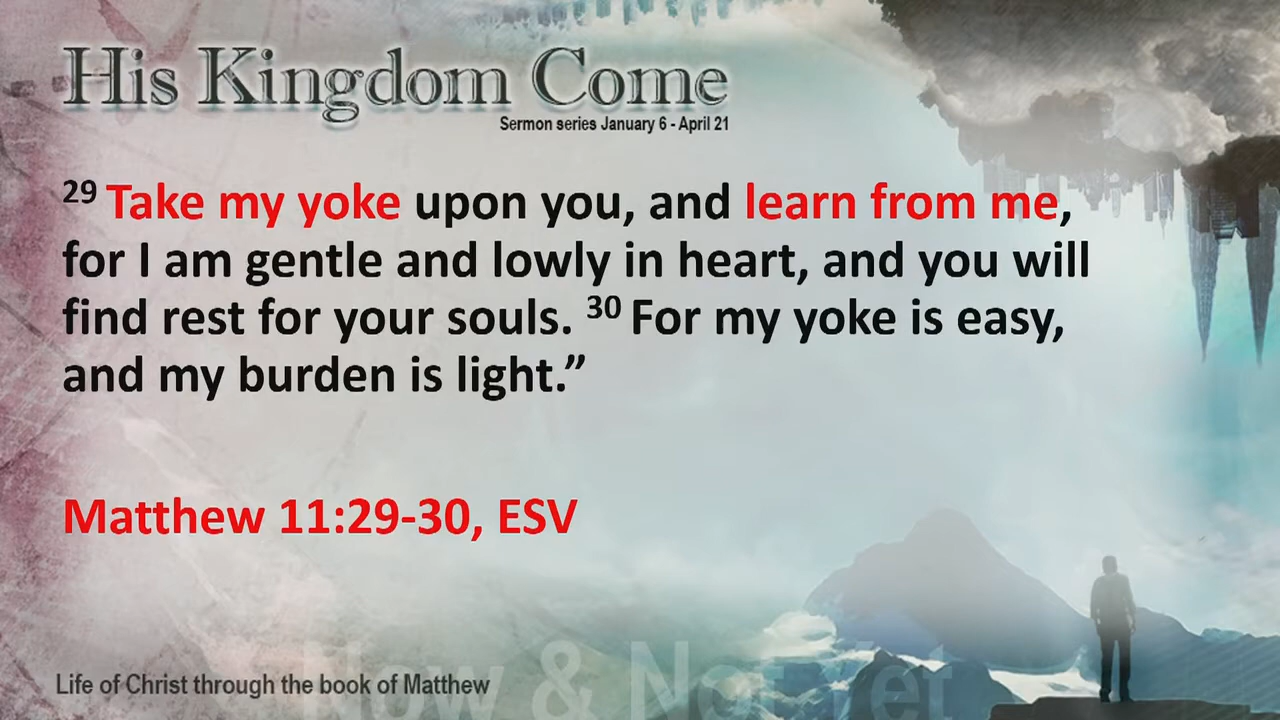 His Kingdom Come
Sermon series January 6 - April 21
29 Take my yoke upon you, and learn from me,
for I am gentle and lowly in heart, and you will
find rest for your souls. 30 For my yoke is easy,
and my burden is light.”
Matthew 11:29-30, ESV
Now & Not Yet
Life of Christ through the book of Matthew